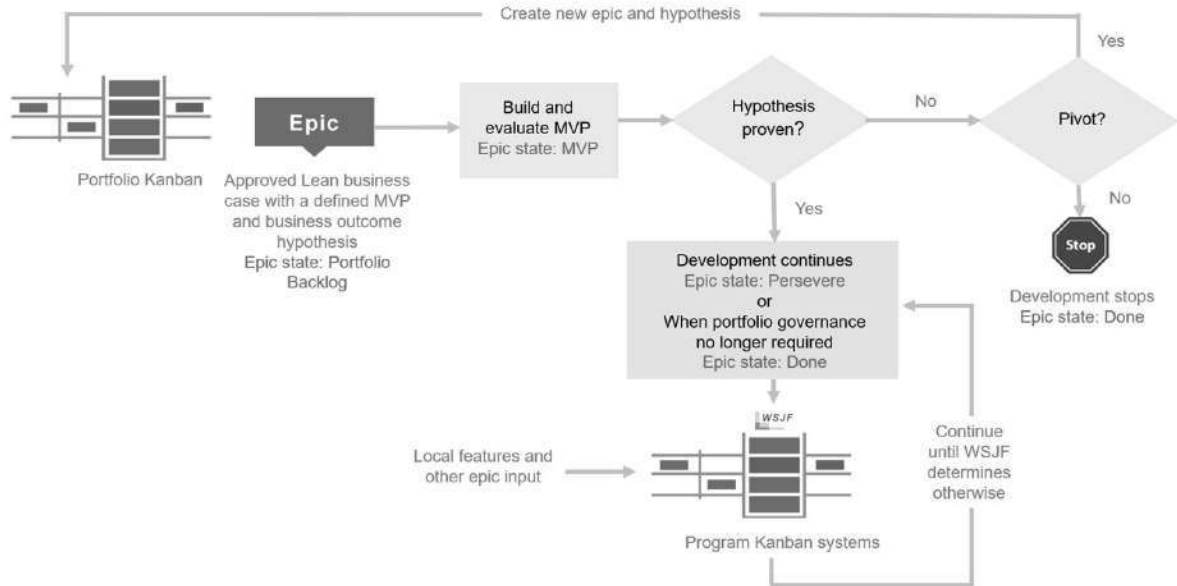 Create new epic and hypothesis
Yes
Portfolio Kanban
Epic
Approved Lean business
case with a defined MVP
and business outcome
hypothesis
Epic state: Portfolio
Backlog
Build and
evaluate MVP
Epic state: MVP
Hypothesis
proven?
No
Pivot?
Yes
No
Stop
Development stops
Epic state: Done
Development continues
Epic state: Persevere
or
When portfolio governance
no longer required
Epic state: Done
WSJF
Local features and
other epic input
Program Kanban systems
Continue
until WSJF
determines
otherwise